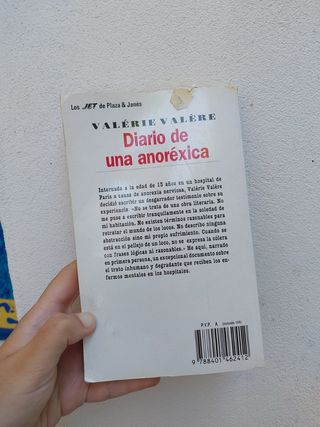 Los JET de Plaza & Janés
VALÉRIE VALÈRE
Diario de
una anoréxica
Internada a la edad de 13 años en un hospital de
París a causa de anorexia nerviosa, Valérie Valère
decidió escribir un desgarrador testimonio sobre su
experiencia. «No se trata de una obra literaria. No
me puse a escribir tranquilamente en la soledad de
mi habitación. No existen términos razonables para
retratar el mundo de los locos. No describo ninguna
abstracción sino mi propio sufrimiento. Cuando se
está en el pellejo de un loco, no se expresa la cólera
con frases lógicas ni razonables.» He aquí, narrado
en primera persona, un excepcional documento sobre
el trato inhumano y degradante que reciben los en-
fermos mentales en los hospitales.
P.V.P. A
9 788401 462412